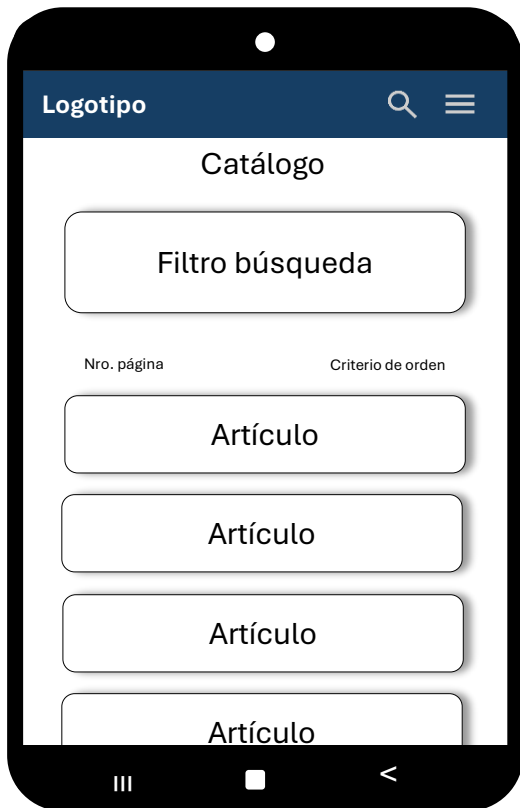 Logotipo
Catálogo
Filtro búsqueda
Nro. página
Criterio de orden
Artículo
Artículo
Artículo
Artículo